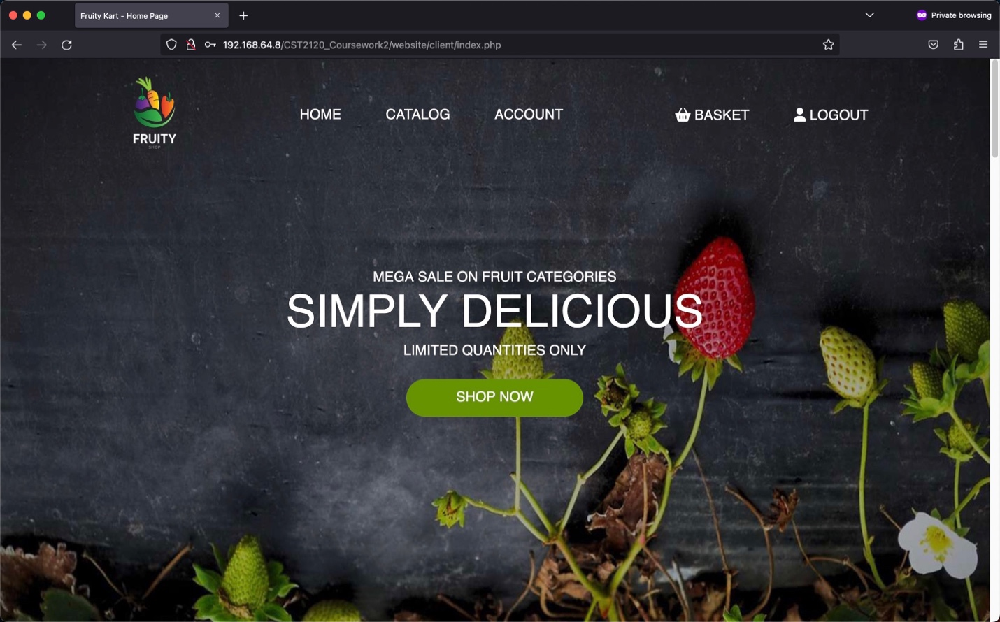 Fruity Kart - Home Page
Private browsing
192.168.64.8/CST2120_Coursework2/website/client/index.php
FRUITY
SHOP
HOME
CATALOG
ACCOUNT
BASKET
LOGOUT
MEGA SALE ON FRUIT CATEGORIES
SIMPLY DELICIOUS
LIMITED QUANTITIES ONLY
SHOP NOW